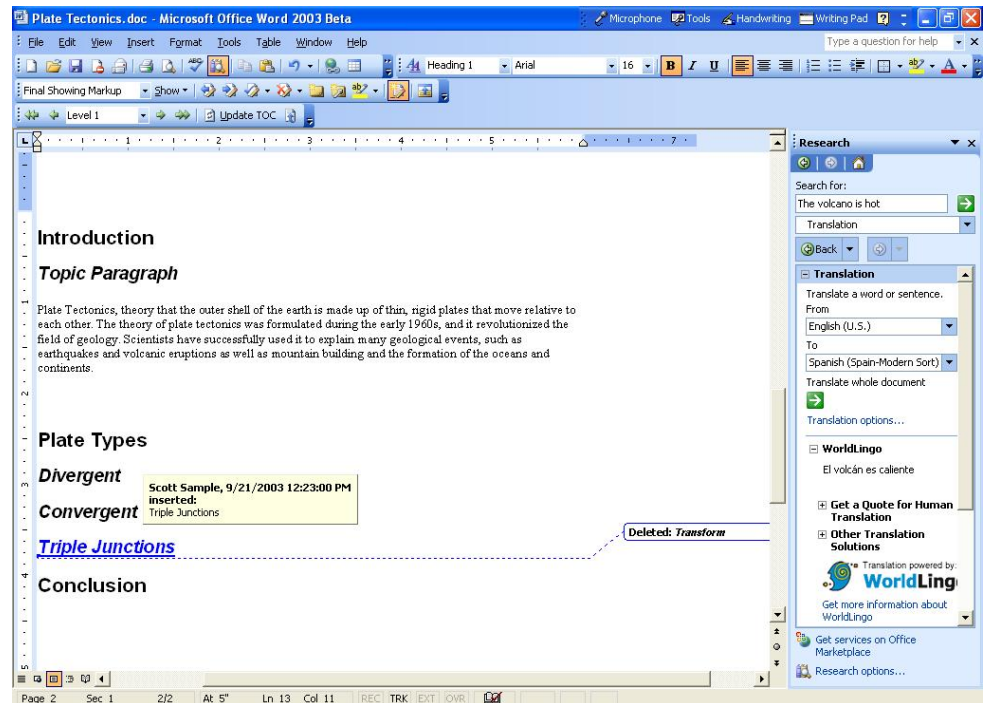 Plate Tectonics.doc - Microsoft Office Word 2003 Beta
Microphone Tools Handwriting Writing Pad
File Edit View Insert Format Tools Table Window Help
Type a question for help
Heading 1 Arial 16 B I U
Final Showing Markup Show
Level 1 Update TOC
1 2 3 4 5 7
Introduction
Topic Paragraph
Plate Tectonics, theory that the outer shell of the earth is made up of thin, rigid plates that move relative to
each other. The theory of plate tectonics was formulated during the early 1960s, and it revolutionized the
field of geology. Scientists have successfully used it to explain many geological events, such as
earthquakes and volcanic eruptions as well as mountain building and the formation of the oceans and
continents.
Plate Types
Divergent
Scott Sample, 9/21/2003 12:23:00 PM
inserted:
Triple Junctions
Convergent
Triple Junctions
Deleted: Transform
Conclusion
Research
Search for:
The volcano is hot
Translation
Back
Translation
Translate a word or sentence.
From
English (U.S.)
To
Spanish (Spain-Modern Sort)
Translate whole document
Translation options...
WorldLingo
El volcán es caliente
Get a Quote for Human
Translation
Other Translation
Solutions
Translation powered by:
WorldLing
Get more information about
WorldLingo
Get services on Office
Marketplace
Research options...
Page 2 Sec 1 2/2 At 5" Ln 13 Col 11 REC TRK EXT OVR